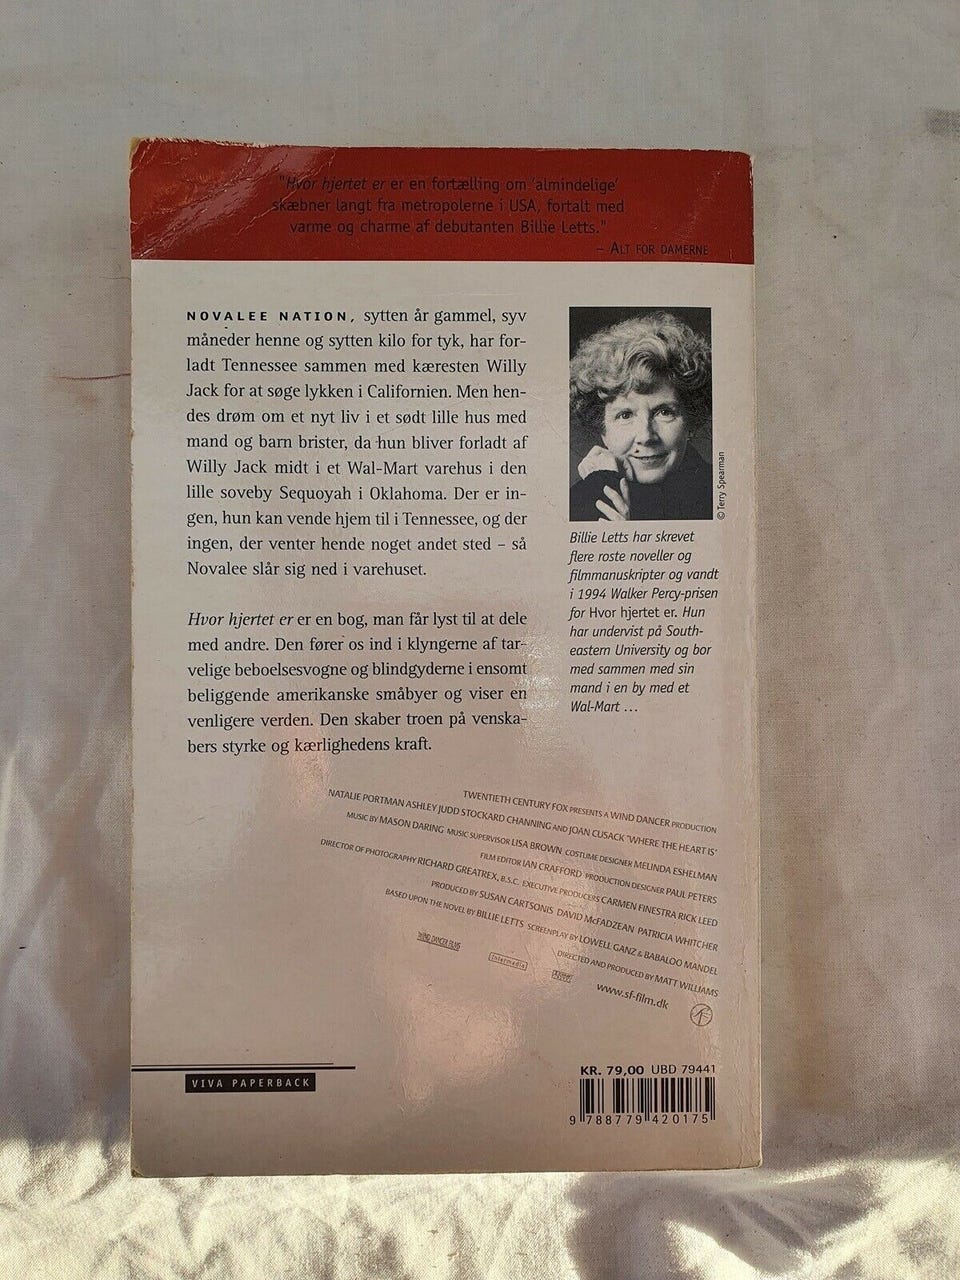 "Hvor hjertet er er en fortælling om 'almindelige'
skæbner langt fra metropolerne i USA, fortalt med
varme og charme af debutanten Billie Letts."
– ALT FOR DAMERNE
NOVALEE NATION, sytten år gammel, syv
måneder henne og sytten kilo for tyk, har for-
ladt Tennessee sammen med kæresten Willy
Jack for at søge lykken i Californien. Men hen-
des drøm om et nyt liv i et sødt lille hus med
mand og barn brister, da hun bliver forladt af
Willy Jack midt i et Wal-Mart varehus i den
lille soveby Sequoyah i Oklahoma. Der er in-
gen, hun kan vende hjem til i Tennessee, og der
ingen, der venter hende noget andet sted – så
Novalee slår sig ned i varehuset.
Hvor hjertet er er en bog, man får lyst til at dele
med andre. Den fører os ind i klyngerne af tar-
velige beboelsesvogne og blindgyderne i ensomt
beliggende amerikanske småbyer og viser en
venligere verden. Den skaber troen på venska-
bers styrke og kærlighedens kraft.
© Terry Spearman
Billie Letts har skrevet
flere roste noveller og
filmmanuskripter og vandt
i 1994 Walker Percy-prisen
for Hvor hjertet er. Hun
har undervist på South-
eastern University og bor
med sammen med sin
mand i en by med et
Wal-Mart ...
TWENTIETH CENTURY FOX PRESENTS A WIND DANCER PRODUCTION
NATALIE PORTMAN ASHLEY JUDD STOCKARD CHANNING AND JOAN CUSACK "WHERE THE HEART IS"
MUSIC BY MASON DARING MUSIC SUPERVISOR LISA BROWN COSTUME DESIGNER MELINDA ESHELMAN
FILM EDITOR IAN CRAFFORD PRODUCTION DESIGNER PAUL PETERS
DIRECTOR OF PHOTOGRAPHY RICHARD GREATREX, B.S.C. EXECUTIVE PRODUCERS CARMEN FINESTRA RICK LEED
PRODUCED BY SUSAN CARTSONIS DAVID McFADZEAN PATRICIA WHITCHER
BASED UPON THE NOVEL BY BILLIE LETTS SCREENPLAY BY LOWELL GANZ & BABALOO MANDEL
DIRECTED AND PRODUCED BY MATT WILLIAMS
WIND DANCER FILMS
Intermedia
www.sf-film.dk
VIVA PAPERBACK
KR. 79,00 UBD 79441
9 788779 420175